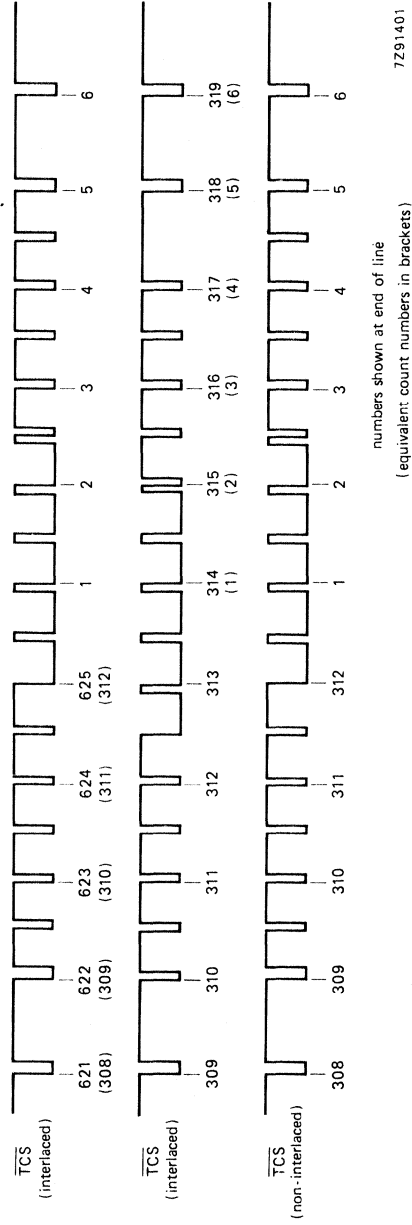 TCS
(interlaced)
621 622 623 624 625 1 2 3 4 5 6
(308) (309) (310) (311) (312)
TCS
(interlaced)
309 310 311 312 313 314 315 316 317 318 319
(1) (2) (3) (4) (5) (6)
TCS
(non-interlaced)
308 309 310 311 312 1 2 3 4 5 6
numbers shown at end of line
(equivalent count numbers in brackets)
7Z91401